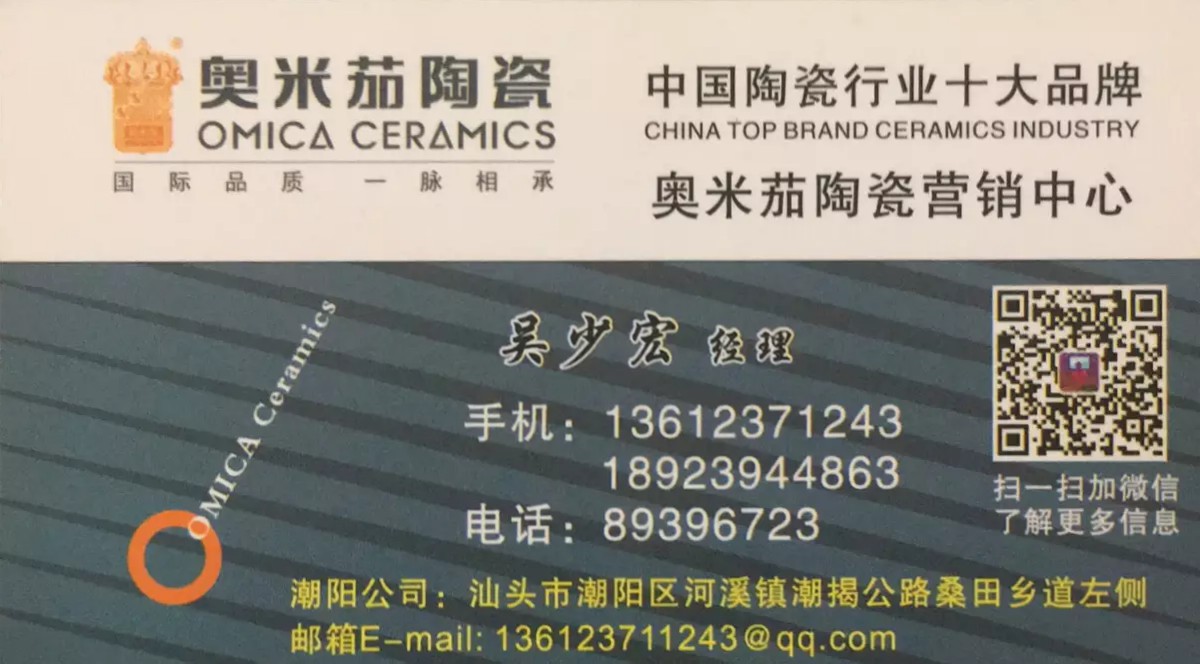 奥米茄陶瓷
OMICA CERAMICS
国际品质 一脉相承
中国陶瓷行业十大品牌
CHINA TOP BRAND CERAMICS INDUSTRY
奥米茄陶瓷营销中心
OMICA Ceramics
吴少宏 经理
手机：13612371243
18923944863
电话：89396723
扫一扫加微信
了解更多信息
潮阳公司：汕头市潮阳区河溪镇潮揭公路桑田乡道左侧
邮箱E-mail: 136123711243@qq.com